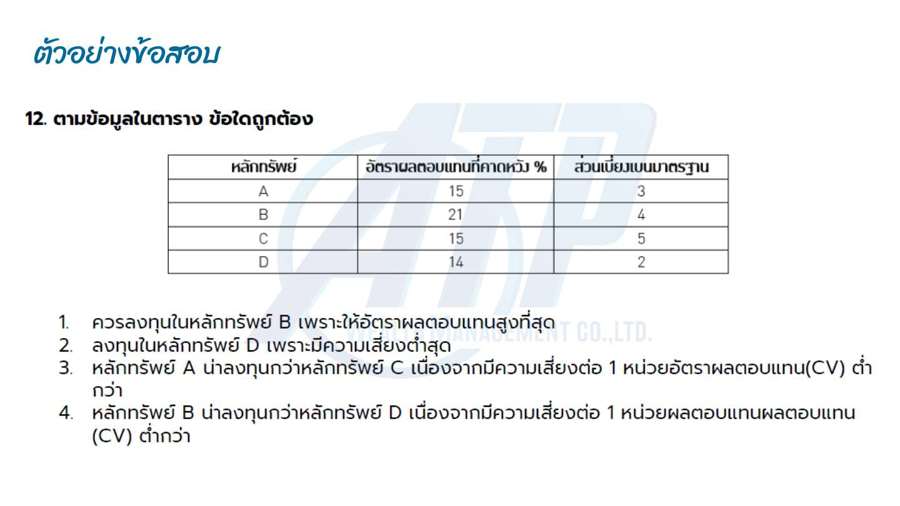 ตัวอย่างข้อสอบ
12. ตามข้อมูลในตาราง ข้อใดถูกต้อง
หลักทรัพย์ อัตราผลตอบแทนที่คาดหวัง % ส่วนเบี่ยงเบนมาตรฐาน
A 15 3
B 21 4
C 15 5
D 14 2
1. ควรลงทุนในหลักทรัพย์ B เพราะให้อัตราผลตอบแทนสูงที่สุด
2. ลงทุนในหลักทรัพย์ D เพราะมีความเสี่ยงต่ำสุด
3. หลักทรัพย์ A น่าลงทุนกว่าหลักทรัพย์ C เนื่องจากมีความเสี่ยงต่อ 1 หน่วยอัตราผลตอบแทน(CV) ต่ำ
กว่า
4. หลักทรัพย์ B น่าลงทุนกว่าหลักทรัพย์ D เนื่องจากมีความเสี่ยงต่อ 1 หน่วยผลตอบแทนผลตอบแทน
(CV) ต่ำกว่า
ATP
MANAGEMENT CO.,LTD.